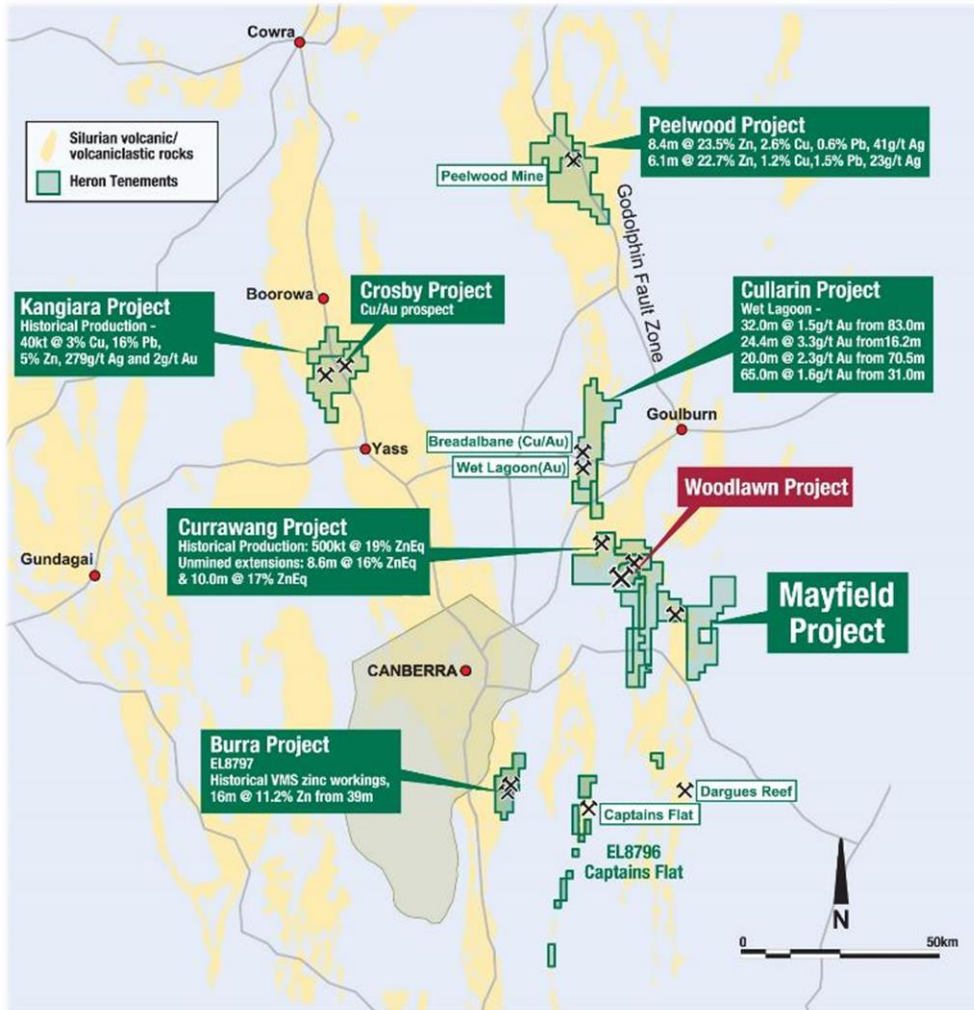 Cowra
Silurian volcanic/
volcaniclastic rocks
Heron Tenements
Peelwood Project
8.4m @ 23.5% Zn, 2.6% Cu, 0.6% Pb, 41g/t Ag
6.1m @ 22.7% Zn, 1.2% Cu,1.5% Pb, 23g/t Ag
Peelwood Mine
Godolphin Fault Zone
Boorowa
Crosby Project
Cu/Au prospect
Kangiara Project
Historical Production -
40kt @ 3% Cu, 16% Pb,
5% Zn, 279g/t Ag and 2g/t Au
Cullarin Project
Wet Lagoon -
32.0m @ 1.5g/t Au from 83.0m
24.4m @ 3.3g/t Au from16.2m
20.0m @ 2.3g/t Au from 70.5m
65.0m @ 1.6g/t Au from 31.0m
Goulburn
Yass
Breadalbane (Cu/Au)
Wet Lagoon(Au)
Woodlawn Project
Currawang Project
Historical Production: 500kt @ 19% ZnEq
Unmined extensions: 8.6m @ 16% ZnEq
& 10.0m @ 17% ZnEq
Gundagai
Mayfield
Project
CANBERRA
Burra Project
EL8797
Historical VMS zinc workings,
16m @ 11.2% Zn from 39m
Dargues Reef
Captains Flat
EL8796
Captains Flat
N
0
50km